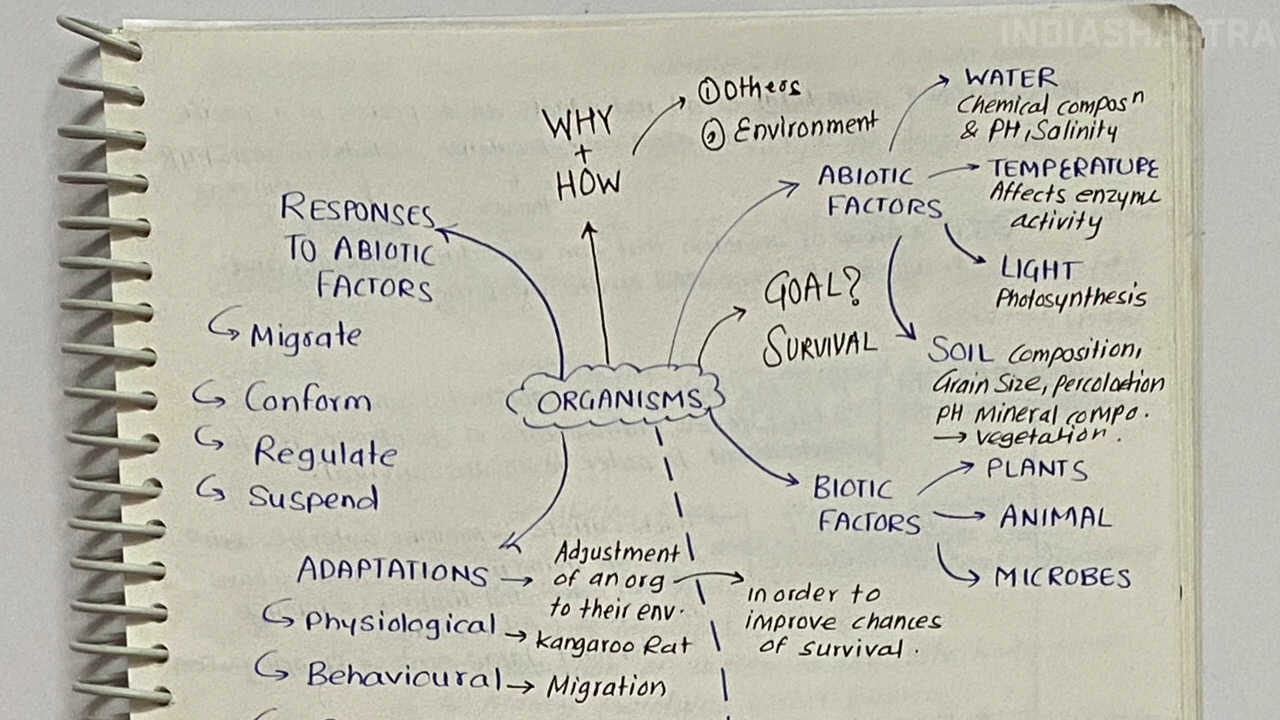 INDIASHASTRA
WHY
+
HOW
① Others
② Environment
RESPONSES
TO ABIOTIC
FACTORS
Migrate
Conform
Regulate
Suspend
ABIOTIC
FACTORS
WATER
Chemical composⁿ
& PH, Salinity
TEMPERATURE
Affects enzyme
activity
LIGHT
Photosynthesis
SOIL composition,
Grain Size, percolation
PH Mineral compo.
→ vegetation.
GOAL?
SURVIVAL
ORGANISMS
BIOTIC
FACTORS
PLANTS
ANIMAL
MICROBES
ADAPTATIONS → Adjustment
of an org
to their env.
in order to
improve chances
of survival.
Physiological → kangaroo Rat
Behavioural → Migration